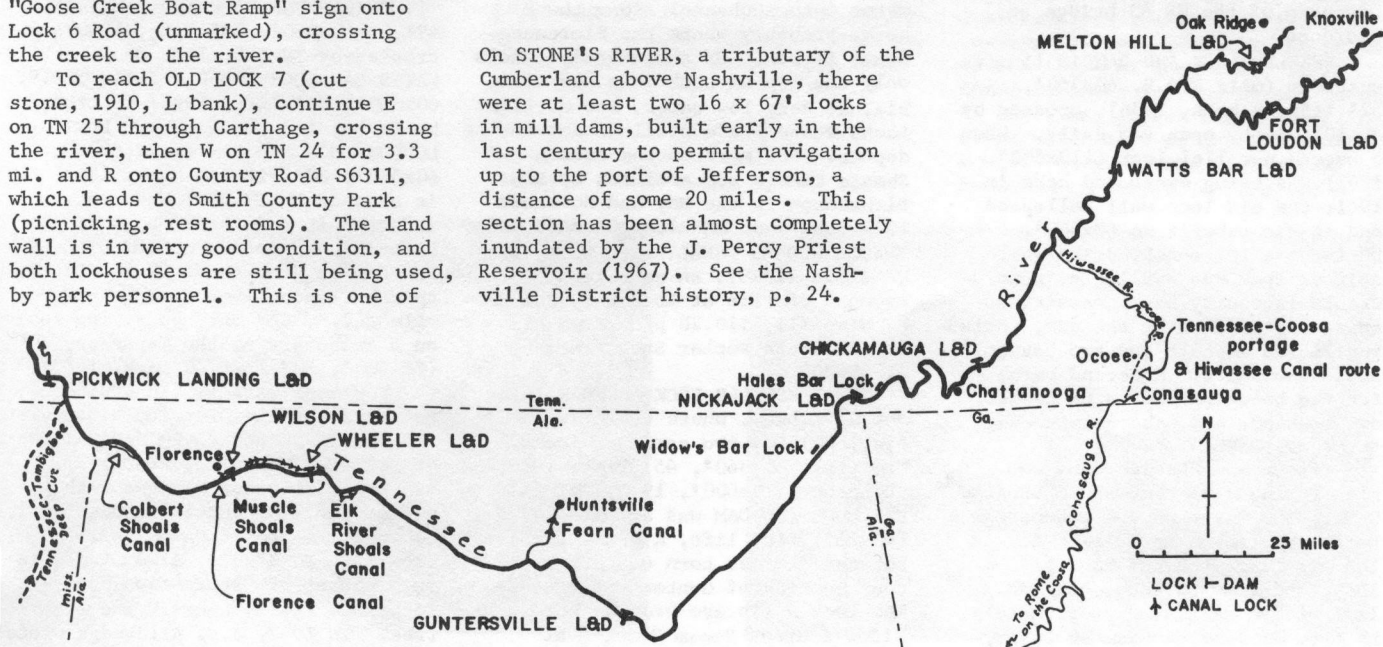 "Goose Creek Boat Ramp" sign onto
Lock 6 Road (unmarked), crossing
the creek to the river.
To reach OLD LOCK 7 (cut
stone, 1910, L bank), continue E
on TN 25 through Carthage, crossing
the river, then W on TN 24 for 3.3
mi. and R onto County Road S6311,
which leads to Smith County Park
(picnicking, rest rooms). The land
wall is in very good condition, and
both lockhouses are still being used,
by park personnel. This is one of
On STONE'S RIVER, a tributary of the
Cumberland above Nashville, there
were at least two 16 x 67' locks
in mill dams, built early in the
last century to permit navigation
up to the port of Jefferson, a
distance of some 20 miles. This
section has been almost completely
inundated by the J. Percy Priest
Reservoir (1967). See the Nash-
ville District history, p. 24.
Oak Ridge
Knoxville
MELTON HILL L&D
FORT
LOUDON L&D
WATTS BAR L&D
River
Hiwassee R.
Ocoee
Tennessee-Coosa
portage
& Hiwassee Canal route
Conasauga
CHICKAMAUGA L&D
Hales Bar Lock
NICKAJACK L&D
Chattanooga
Tenn.
Ala.
Ga.
Widow's Bar Lock
PICKWICK LANDING L&D
WILSON L&D
Florence
WHEELER L&D
Tennessee
Tennessee-Tombigbee
Deep Cut
Miss.
Ala.
Colbert
Shoals
Canal
Muscle
Shoals
Canal
Elk
River
Shoals
Canal
Florence Canal
Huntsville
Fearn Canal
GUNTERSVILLE L&D
Ala.
Ga.
Conasauga R.
To Rome
on the Coosa
N
0 25 Miles
LOCK DAM
CANAL LOCK